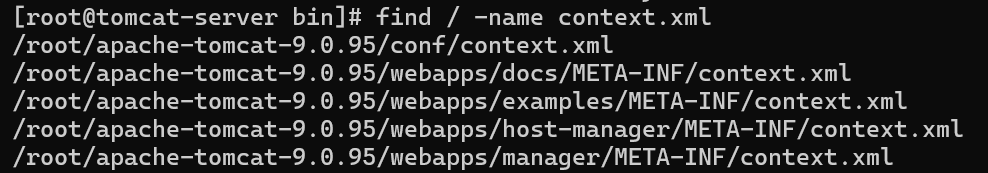 [root@tomcat-server bin]# find / -name context.xml
/root/apache-tomcat-9.0.95/conf/context.xml
/root/apache-tomcat-9.0.95/webapps/docs/META-INF/context.xml
/root/apache-tomcat-9.0.95/webapps/examples/META-INF/context.xml
/root/apache-tomcat-9.0.95/webapps/host-manager/META-INF/context.xml
/root/apache-tomcat-9.0.95/webapps/manager/META-INF/context.xml